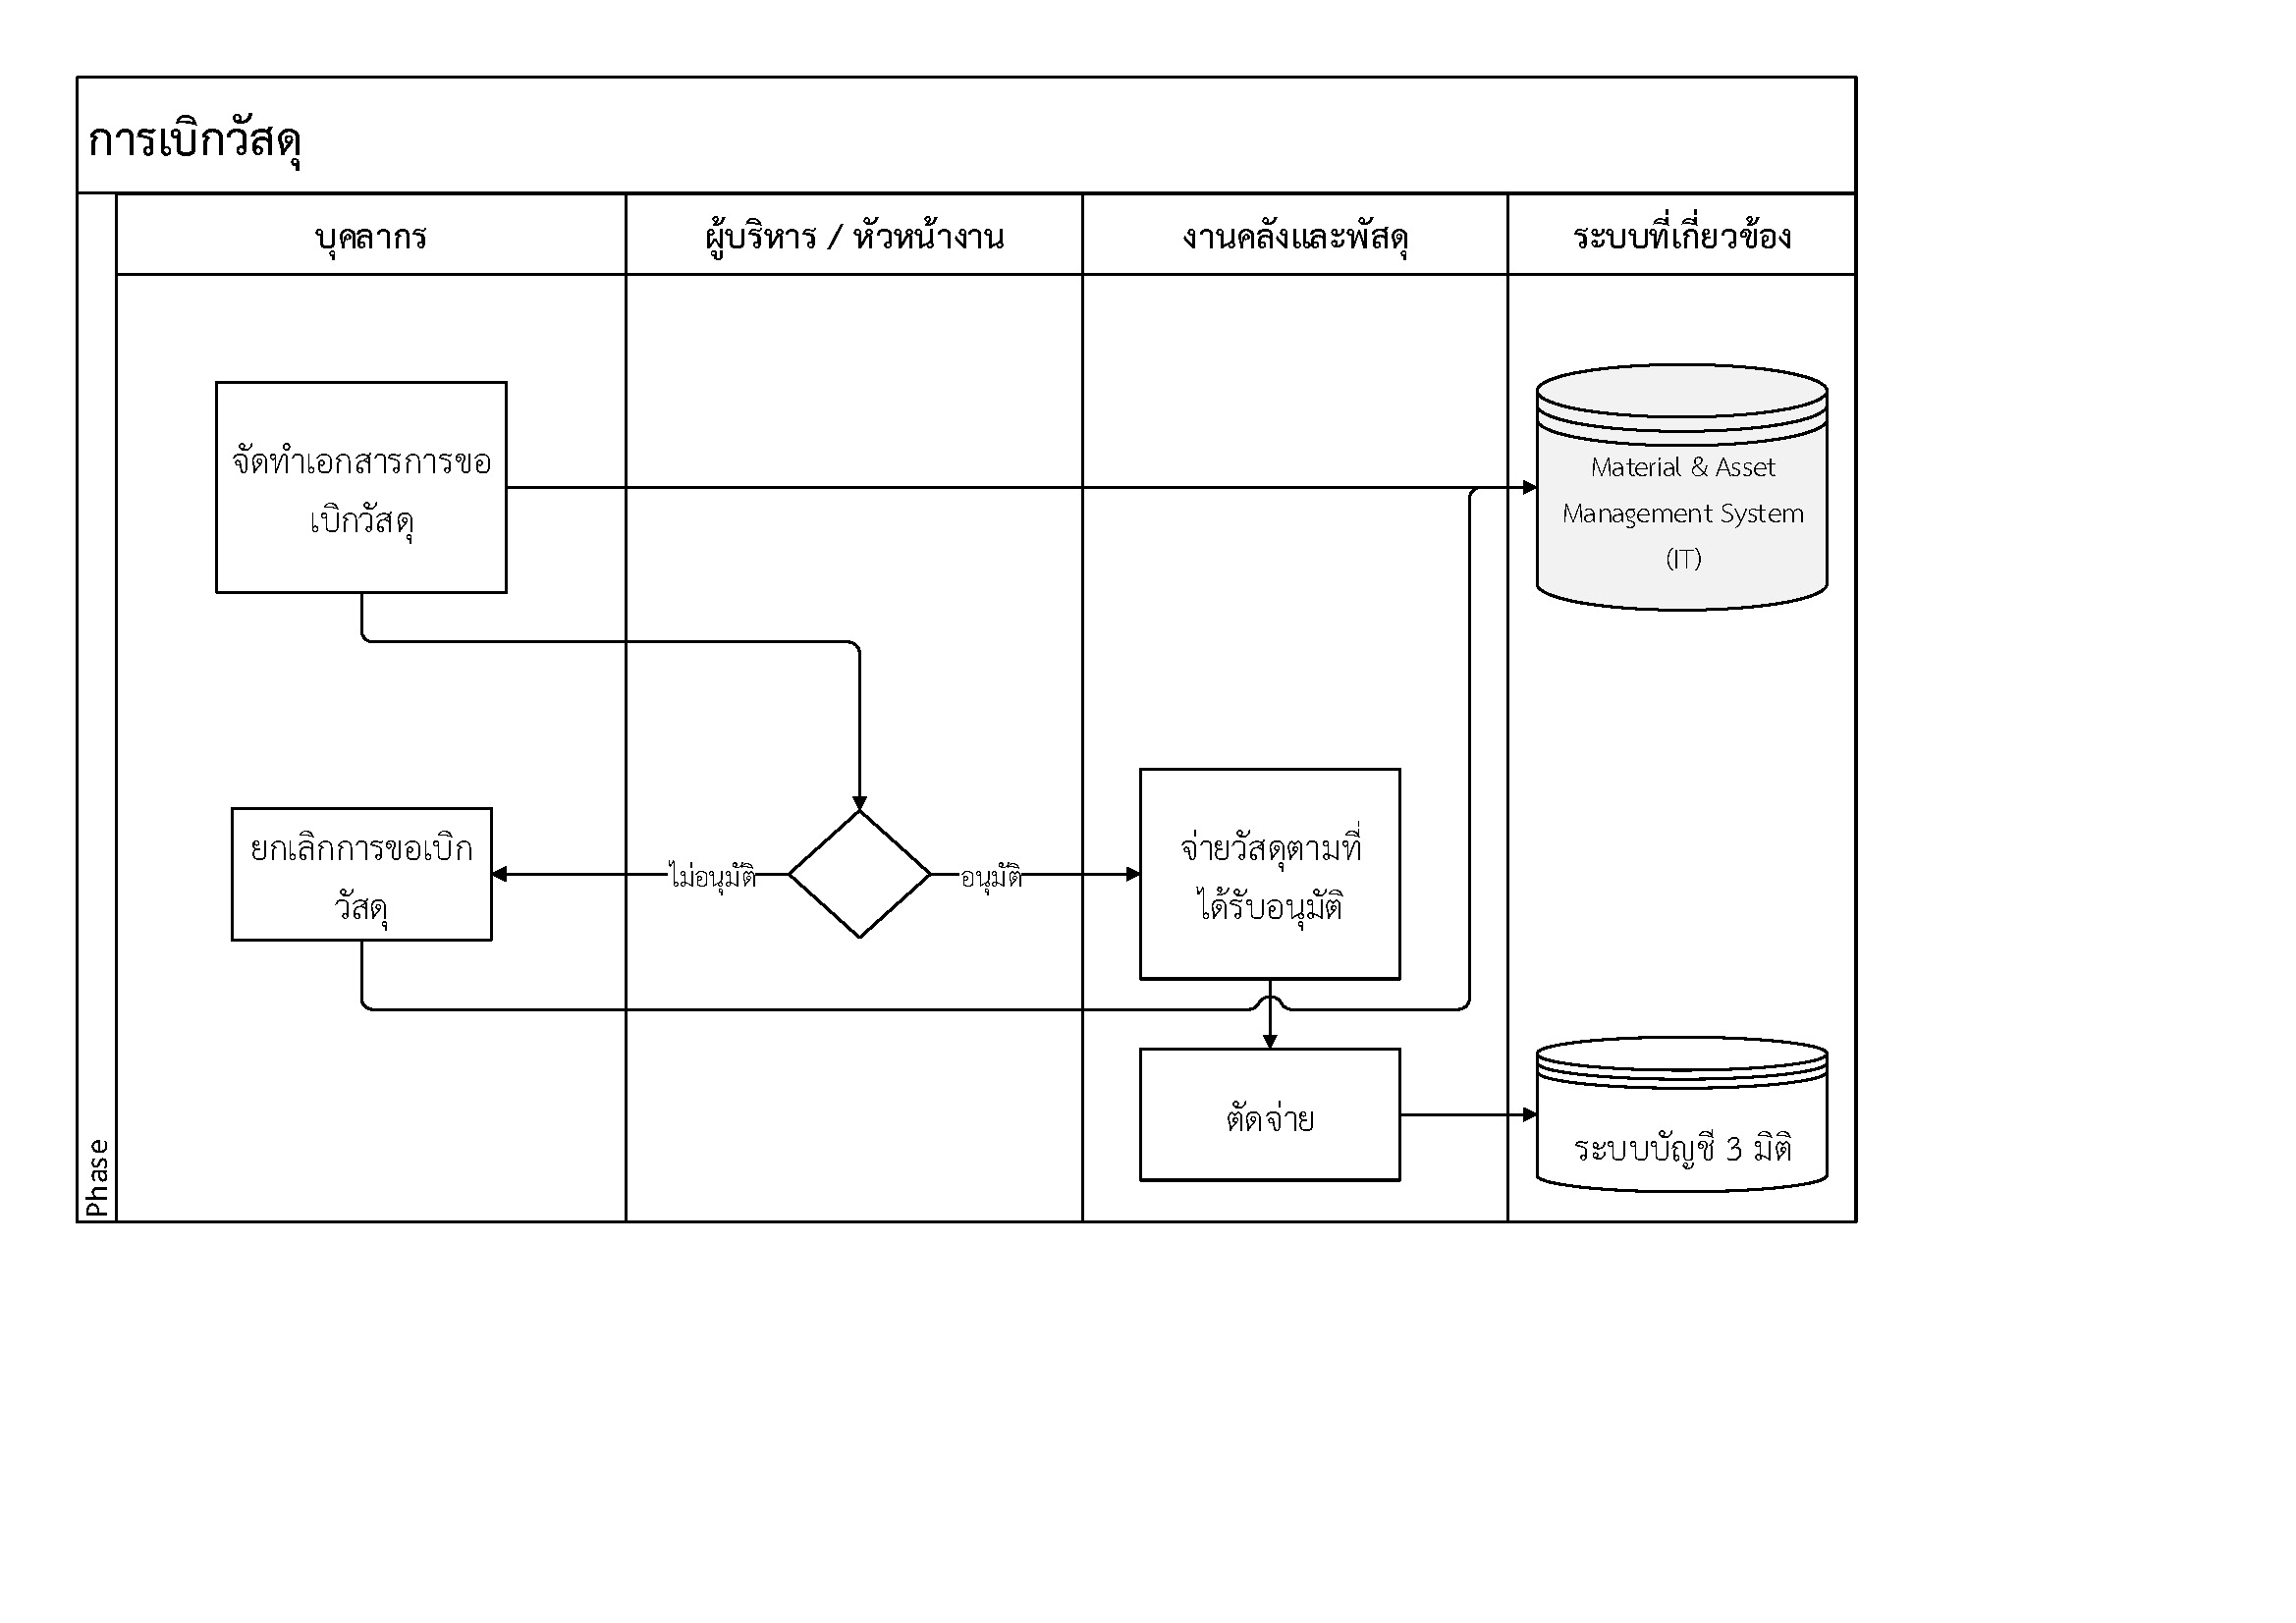 การเบิกวัสดุ
บุคลากร
ผู้บริหาร / หัวหน้างาน
งานคลังและพัสดุ
ระบบที่เกี่ยวข้อง
จัดทำเอกสารการขอ
เบิกวัสดุ
Material & Asset
Management System
(IT)
ยกเลิกการขอเบิก
วัสดุ
ไม่อนุมัติ
อนุมัติ
จ่ายวัสดุตามที่
ได้รับอนุมัติ
ตัดจ่าย
ระบบบัญชี 3 มิติ
Phase